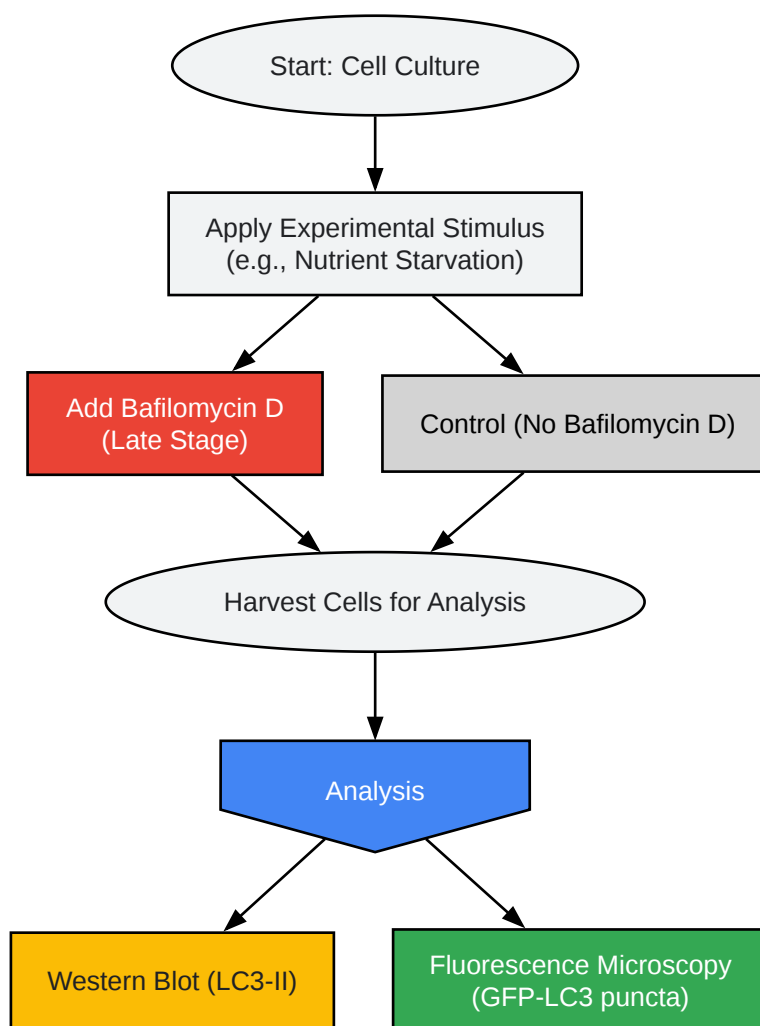 Start: Cell Culture
Apply Experimental Stimulus
(e.g., Nutrient Starvation)
Add Bafilomycin D
(Late Stage)
Control (No Bafilomycin D)
Harvest Cells for Analysis
Analysis
Western Blot (LC3-II)
Fluorescence Microscopy
(GFP-LC3 puncta)